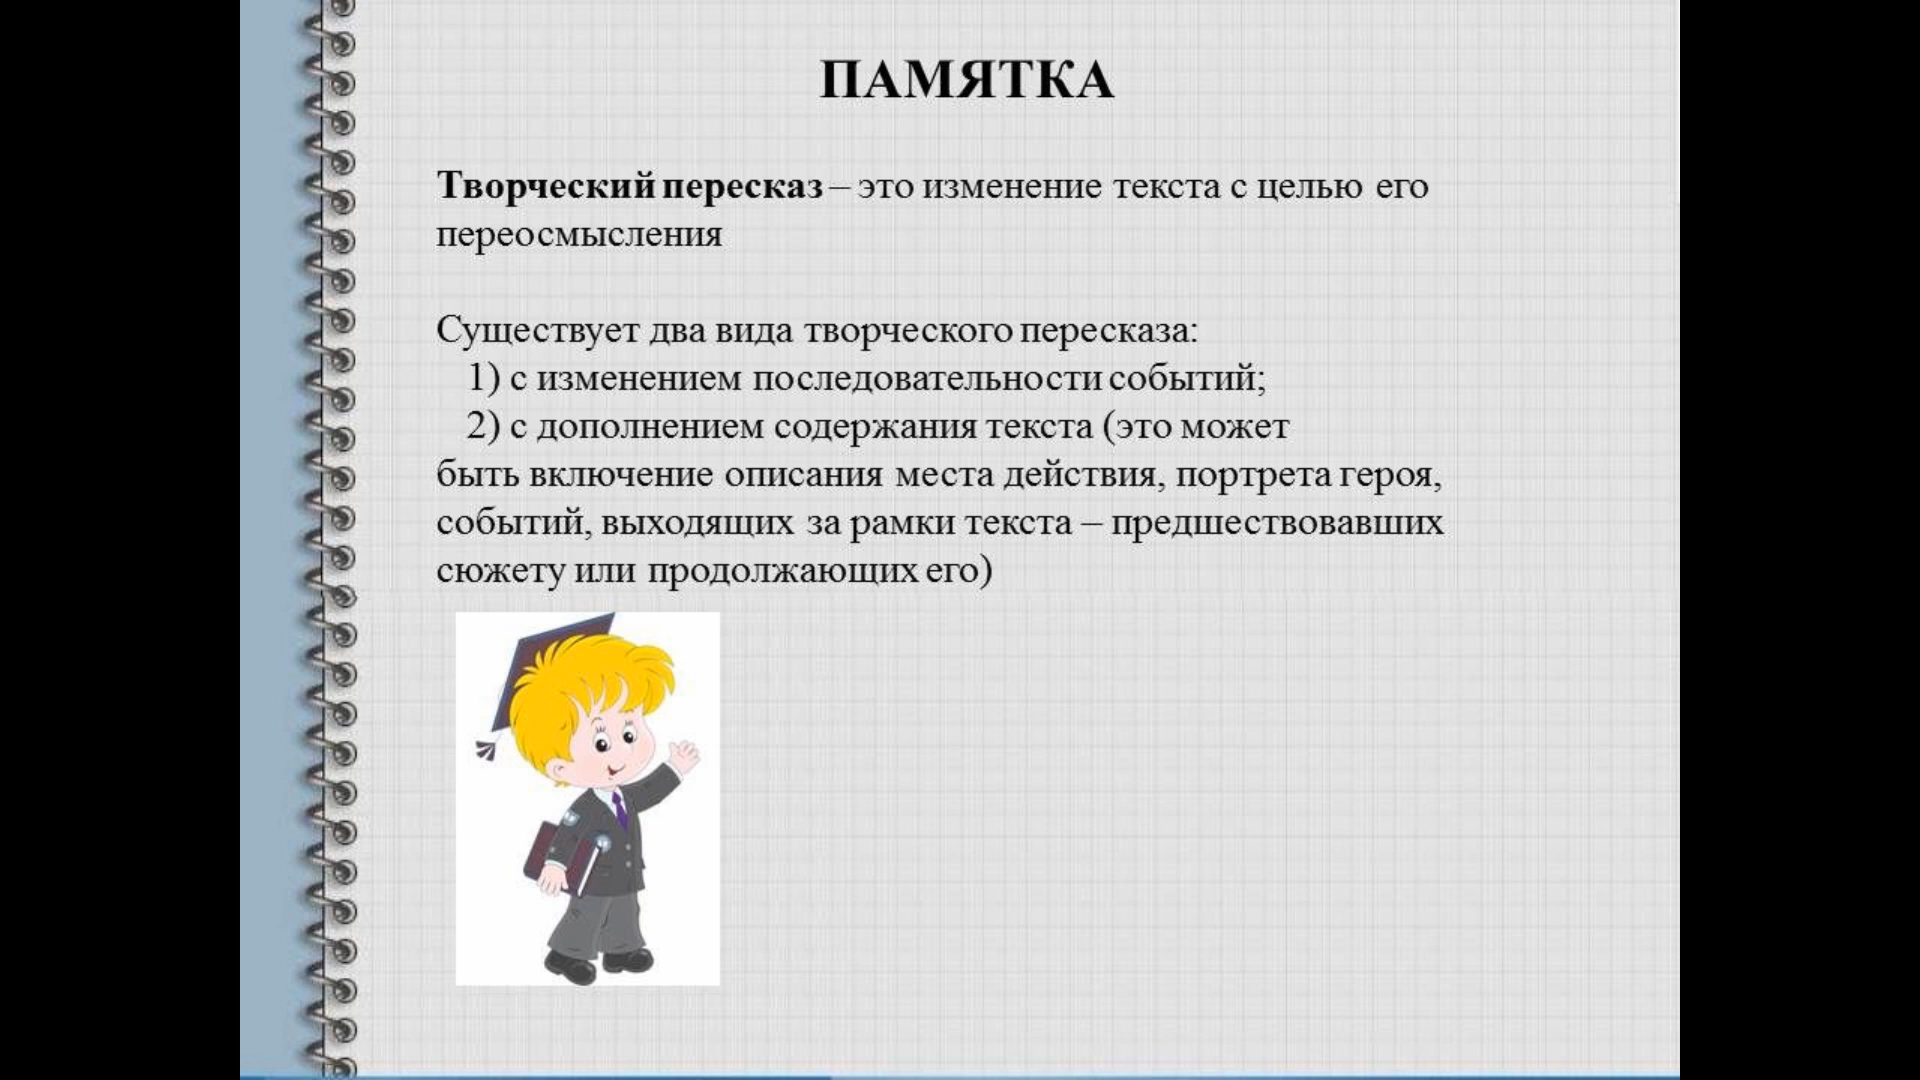 ПАМЯТКА
Творческий пересказ – это изменение текста с целью его
переосмысления
Существует два вида творческого пересказа:
1) с изменением последовательности событий;
2) с дополнением содержания текста (это может
быть включение описания места действия, портрета героя,
событий, выходящих за рамки текста – предшествовавших
сюжету или продолжающих его)